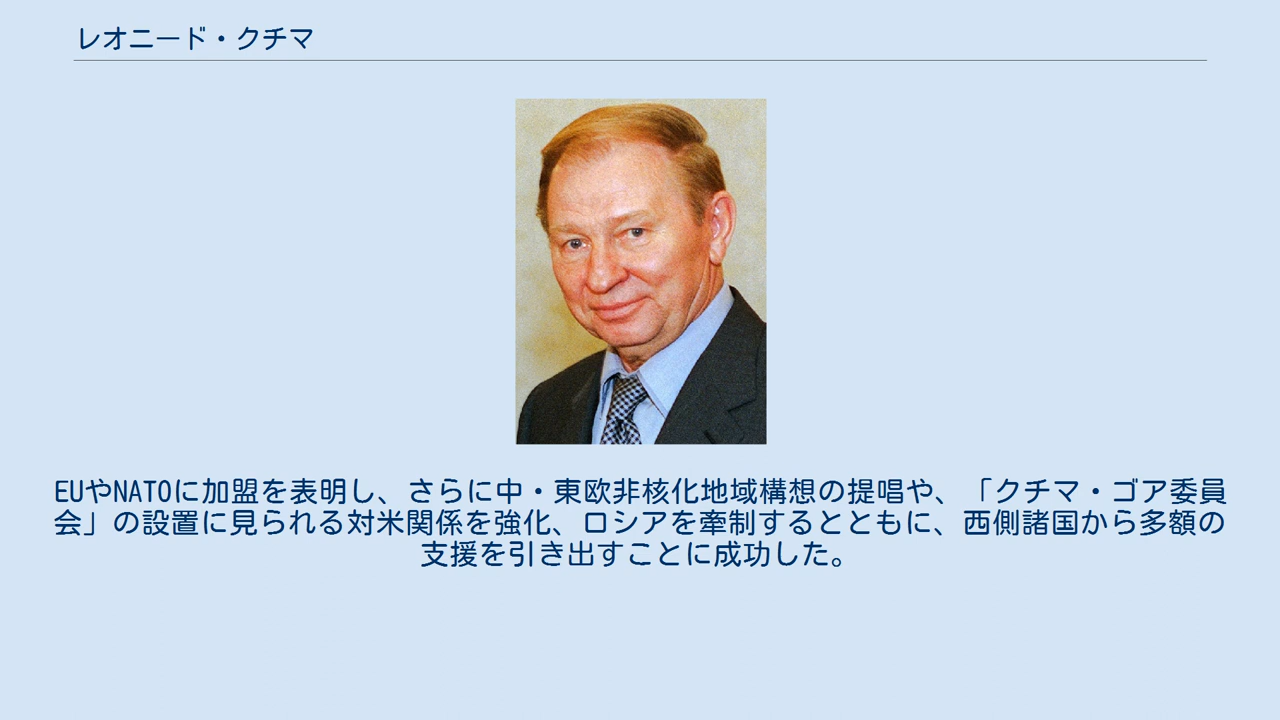 レオニード・クチマ
EUやNATOに加盟を表明し、さらに中・東欧非核化地域構想の提唱や、「クチマ・ゴア委員
会」の設置に見られる対米関係を強化、ロシアを牽制するとともに、西側諸国から多額の
支援を引き出すことに成功した。